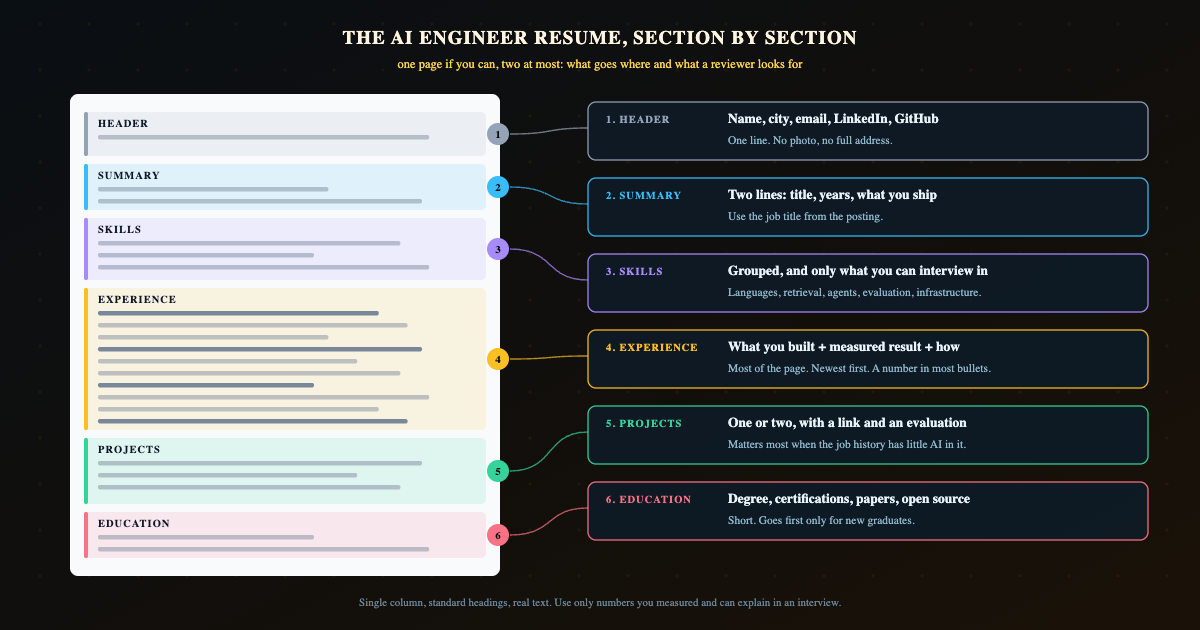 THE AI ENGINEER RESUME, SECTION BY SECTION
one page if you can, two at most: what goes where and what a reviewer looks for
HEADER
1
SUMMARY
2
SKILLS
3
EXPERIENCE
4
PROJECTS
5
EDUCATION
6
1. HEADER
Name, city, email, LinkedIn, GitHub
One line. No photo, no full address.
2. SUMMARY
Two lines: title, years, what you ship
Use the job title from the posting.
3. SKILLS
Grouped, and only what you can interview in
Languages, retrieval, agents, evaluation, infrastructure.
4. EXPERIENCE
What you built + measured result + how
Most of the page. Newest first. A number in most bullets.
5. PROJECTS
One or two, with a link and an evaluation
Matters most when the job history has little AI in it.
6. EDUCATION
Degree, certifications, papers, open source
Short. Goes first only for new graduates.
Single column, standard headings, real text. Use only numbers you measured and can explain in an interview.